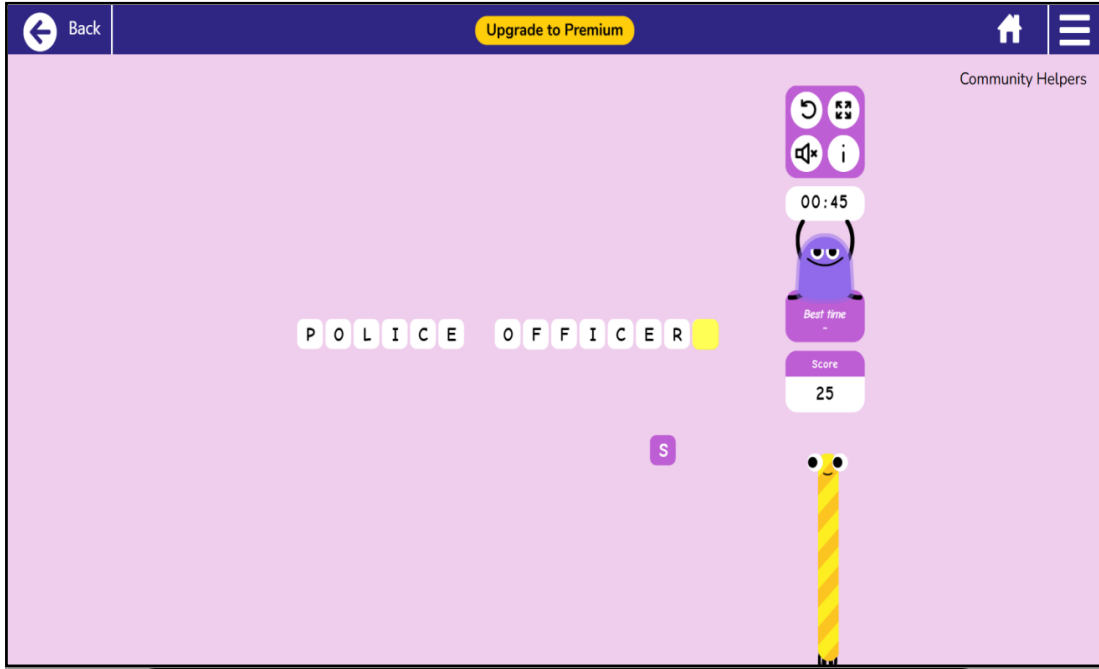 Back
Upgrade to Premium
Community Helpers
i
00:45
Best time
-
POLICE OFFICER
Score
25
S